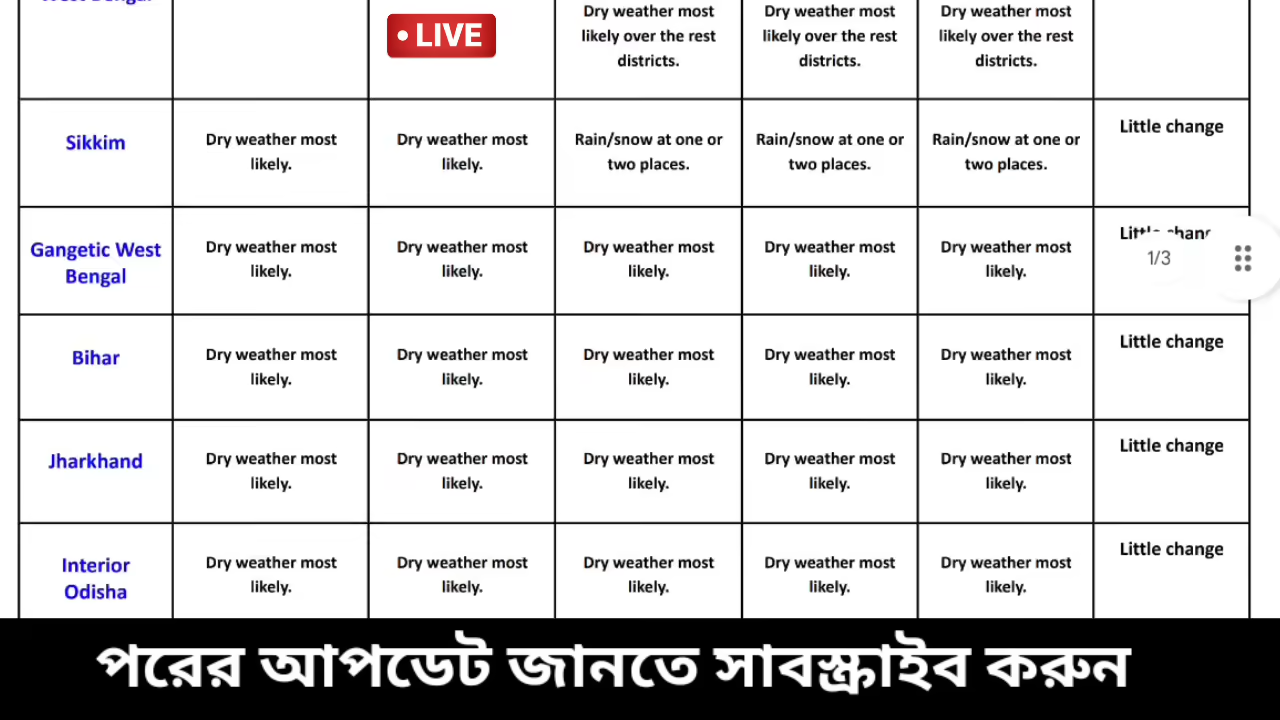 • LIVE
Dry weather most
likely over the rest
districts.
Dry weather most
likely over the rest
districts.
Dry weather most
likely over the rest
districts.
Sikkim
Dry weather most
likely.
Dry weather most
likely.
Rain/snow at one or
two places.
Rain/snow at one or
two places.
Rain/snow at one or
two places.
Little change
Gangetic West
Bengal
Dry weather most
likely.
Dry weather most
likely.
Dry weather most
likely.
Dry weather most
likely.
Dry weather most
likely.
1/3
Bihar
Dry weather most
likely.
Dry weather most
likely.
Dry weather most
likely.
Dry weather most
likely.
Dry weather most
likely.
Little change
Jharkhand
Dry weather most
likely.
Dry weather most
likely.
Dry weather most
likely.
Dry weather most
likely.
Dry weather most
likely.
Little change
Interior
Odisha
Dry weather most
likely.
Dry weather most
likely.
Dry weather most
likely.
Dry weather most
likely.
Dry weather most
likely.
Little change
পরের আপডেট জানতে সাবস্ক্রাইব করুন